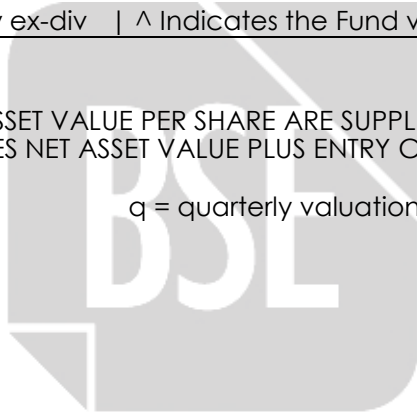 ex-div | ^ Indicates the Fund
ASSET VALUE PER SHARE ARE
NET ASSET VALUE PLUS ENTRY
q = quarterly valuation
BSE